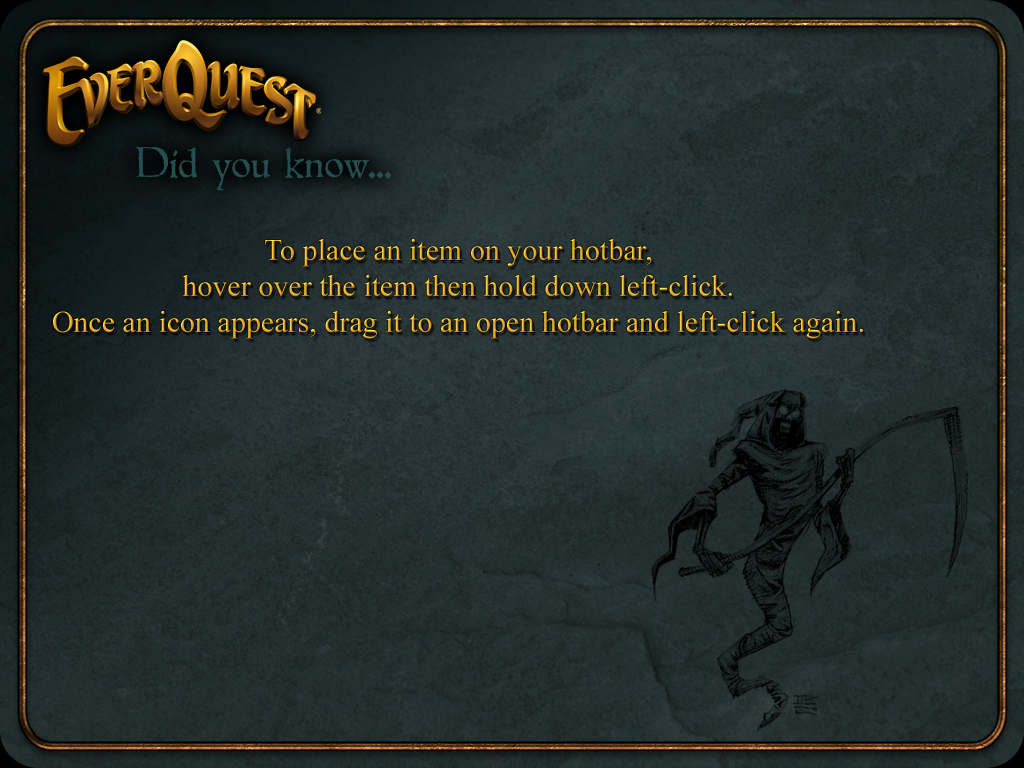 EverQuest
Did you know...
To place an item on your hotbar,
hover over the item then hold down left-click.
Once an icon appears, drag it to an open hotbar and left-click again.